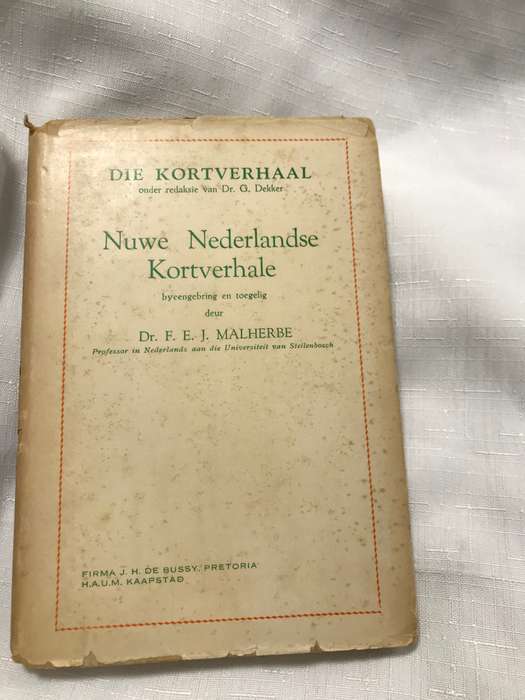 DIE KORTVERHAAL
onder redaksie van Dr. G. Dekker
Nuwe Nederlandse
Kortverhale
byeengebring en toegelig
deur
Dr. F. E. J. MALHERBE
Professor in Nederlands aan die Universiteit van Stellenbosch
FIRMA J. H. DE BUSSY, PRETORIA
H.A.U.M. KAAPSTAD